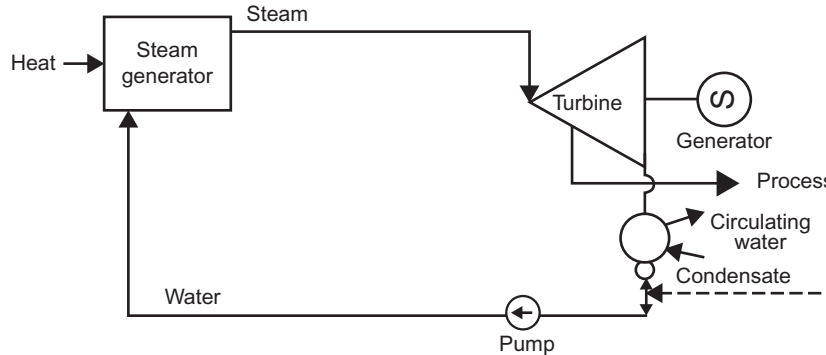 Steam
Heat
Steam
generator
Turbine
S
Generator
Process
Circulating
water
Condensate
Water
Pump